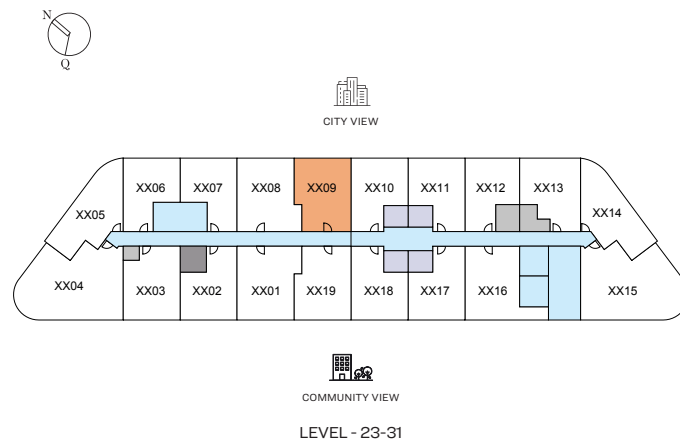 N
Q
CITY VIEW
XX06 XX07 XX08 XX09 XX10 XX11 XX12 XX13
XX05 XX14
XX04 XX03 XX02 XX01 XX19 XX18 XX17 XX16 XX15
COMMUNITY VIEW
LEVEL - 23-31